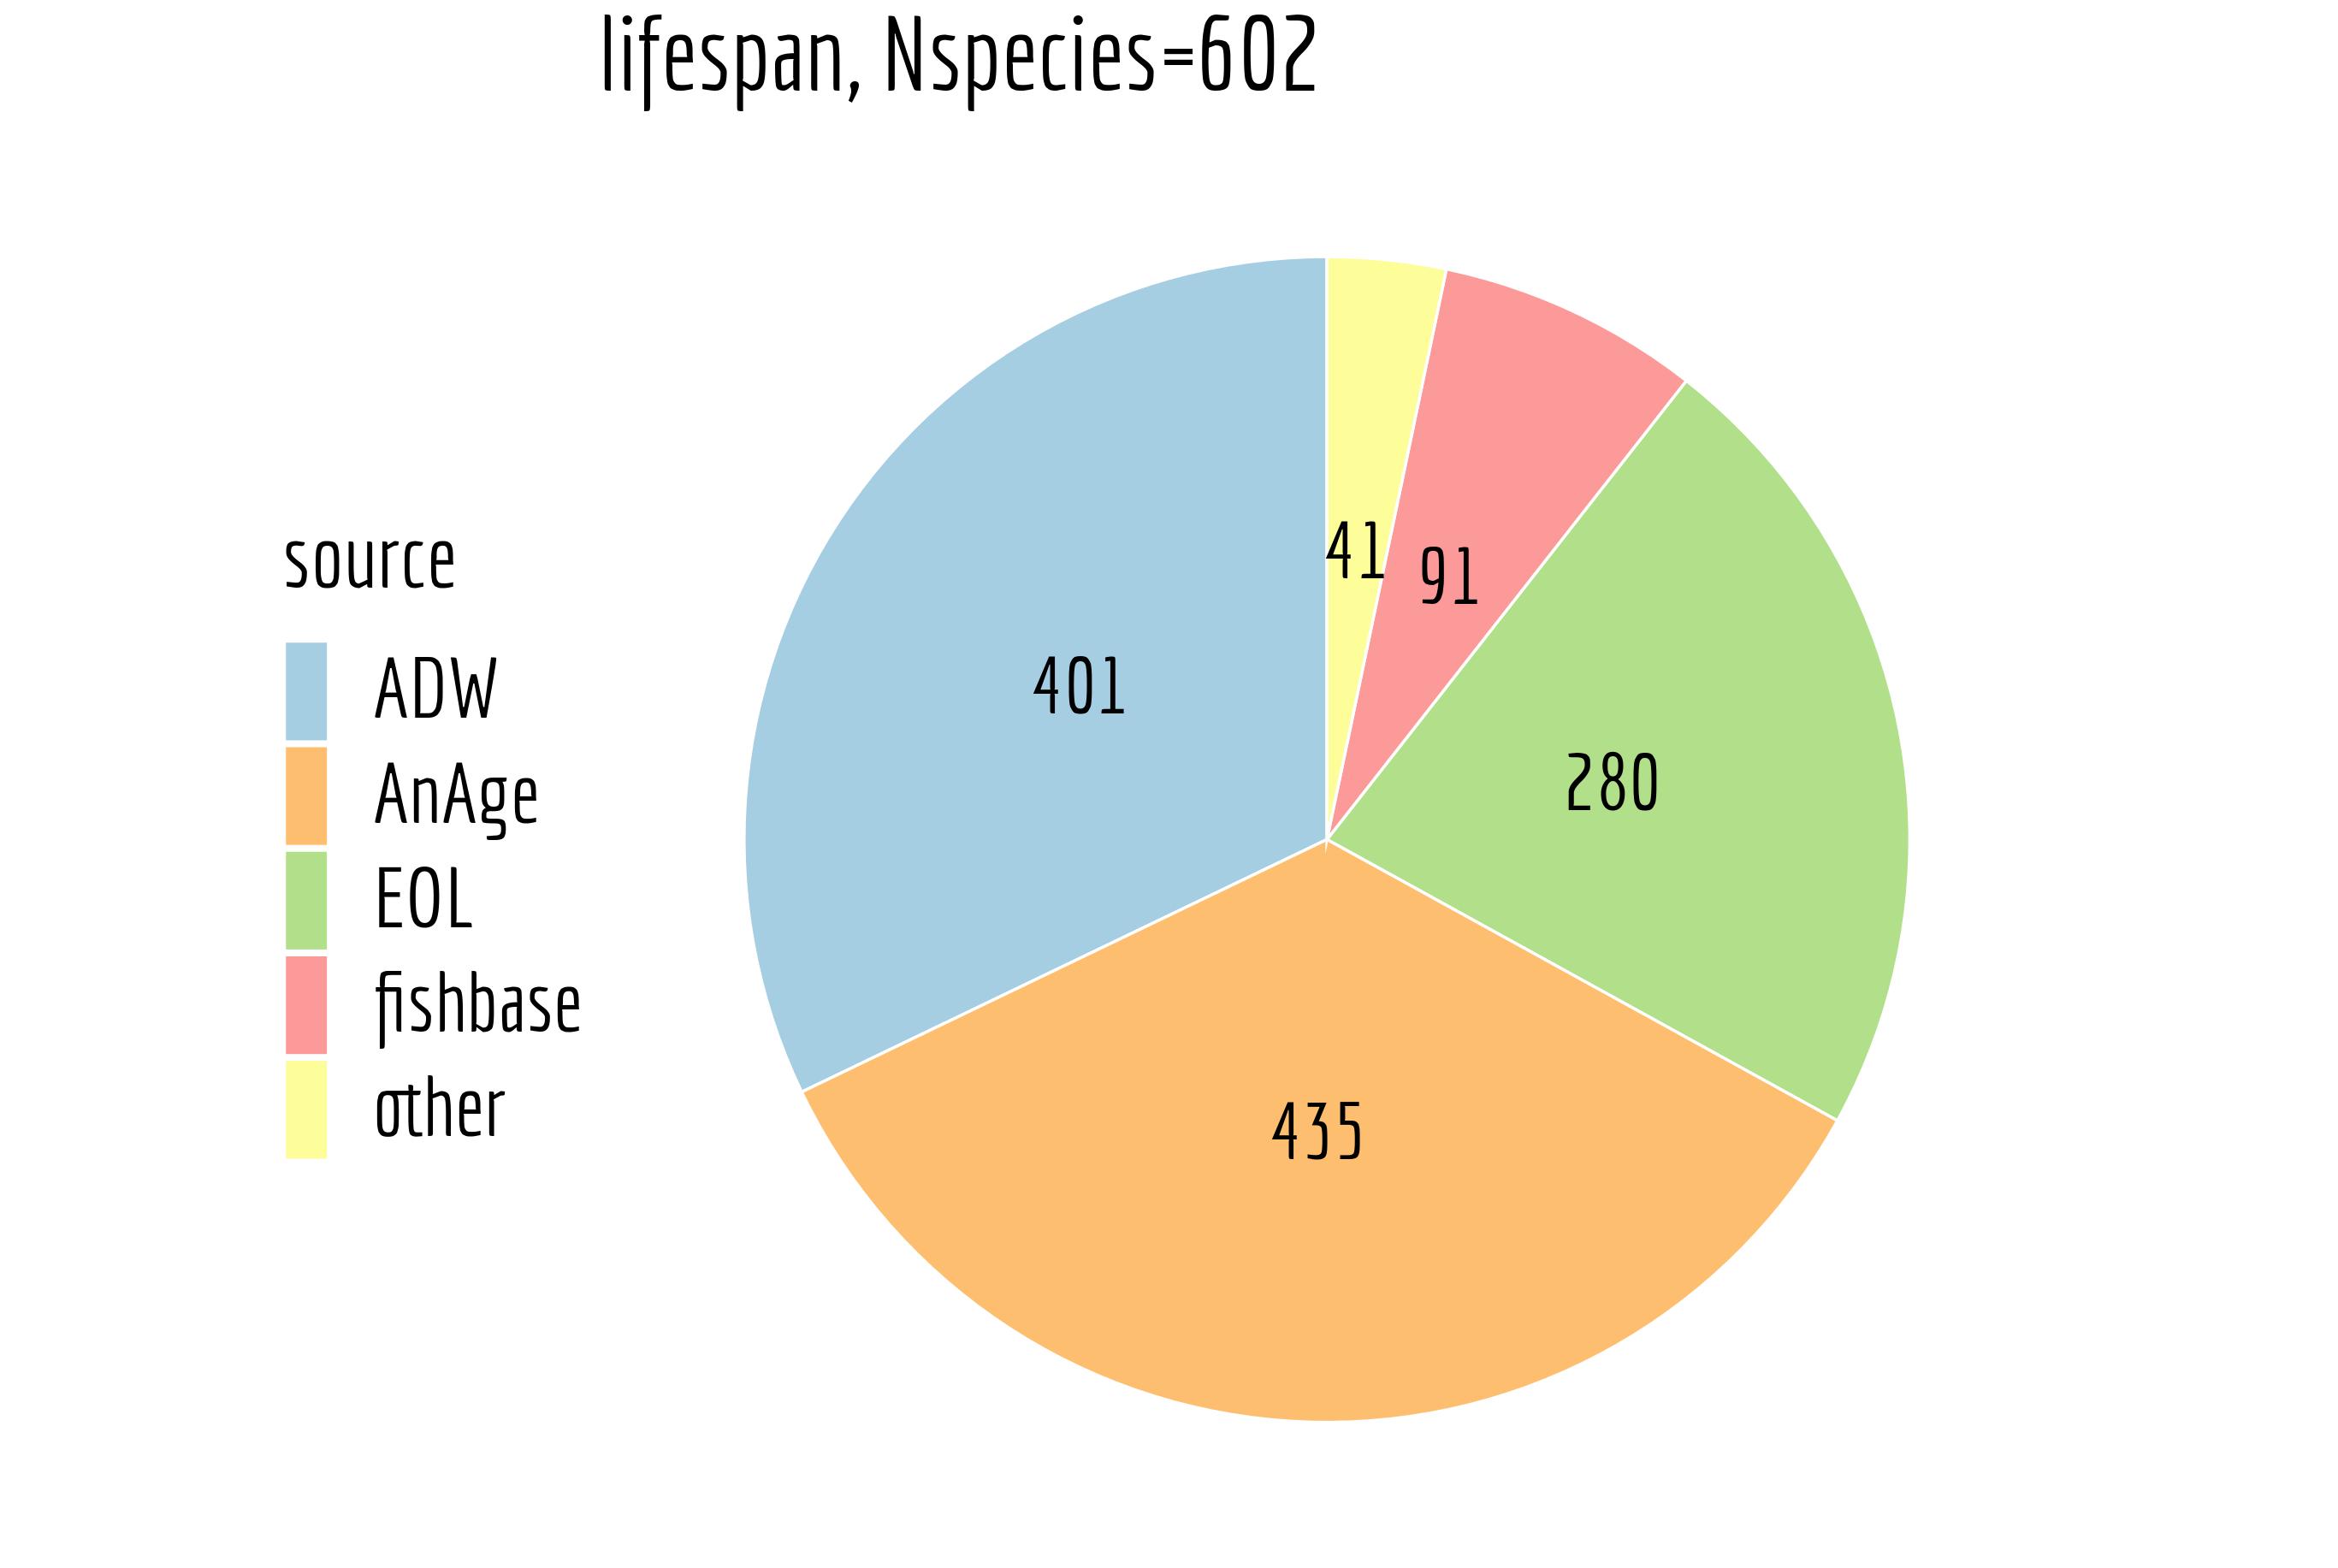 lifespan, Nspecies=602
source
ADW
AnAge
EOL
fishbase
other
41
91
401
280
435